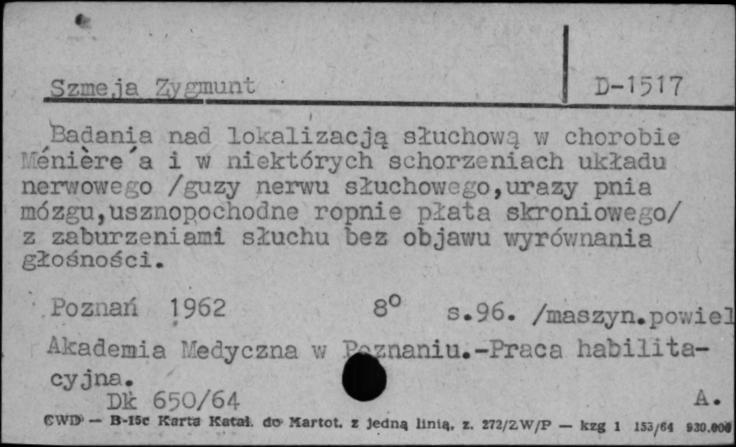 Szmeja Zygmunt D-1517
Badania nad lokalizacją słuchową w chorobie
Ménière'a i w niektórych schorzeniach układu
nerwowego /guzy nerwu słuchowego,urazy pnia
mózgu,usznopochodne ropnie płata skroniowego/
z zaburzeniami słuchu bez objawu wyrównania
głośności.
Poznań 1962 8° s.96. /maszyn.powiel
Akademia Medyczna w Poznaniu.-Praca habilita-
cyjna.
Dk 650/64 A.
CWD — B-15c Karta Katal. do Kartot. z jedną linią. z. 272/ZW/P — kzg 1 153/64 930.000